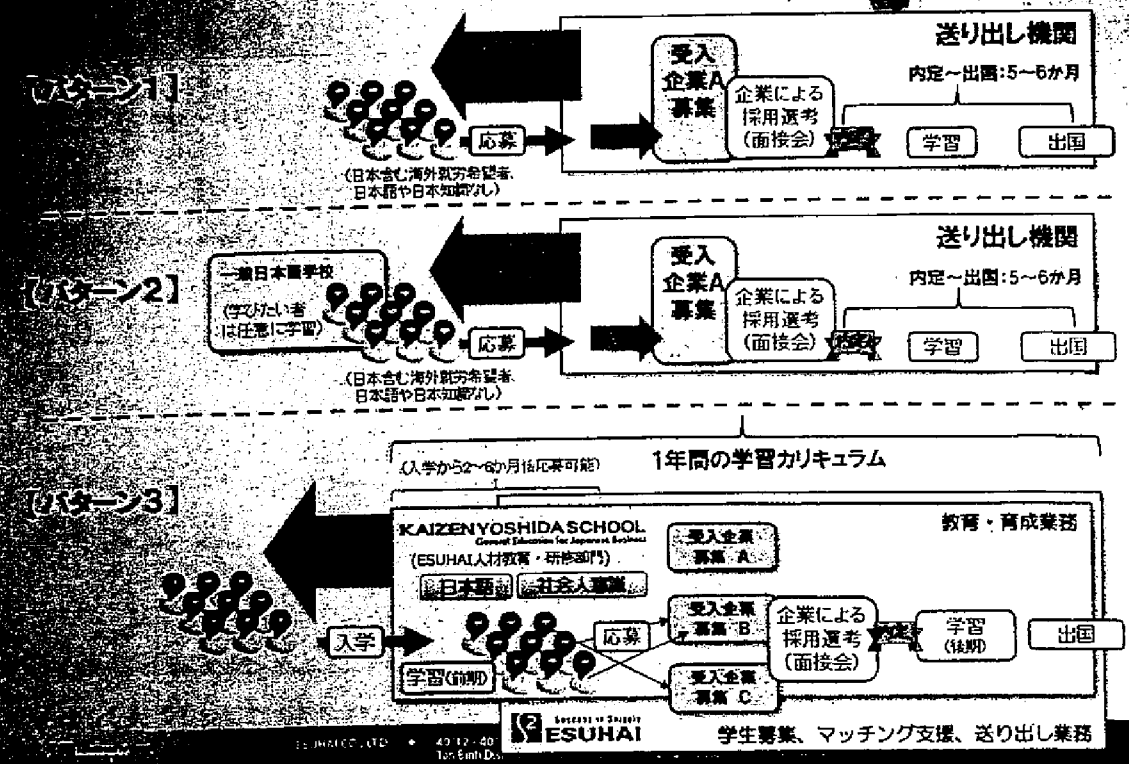 送り出し機関
【パターン1】
受入
企業A
募集
内定～出国：5～6か月
企業による
採用選考
(面接会)
応募
学習
出国
(日本含む海外就労希望者、
日本語や日本知識なし)
送り出し機関
【パターン2】
一般日本語学校
(学びたい者
は任意に学習)
受入
企業A
募集
内定～出国：5～6か月
企業による
採用選考
(面接会)
応募
学習
出国
(日本含む海外就労希望者、
日本語や日本知識なし)
【パターン3】
(入学から2～6か月後応募可能)
1年間の学習カリキュラム
KAIZEN YOSHIDA SCHOOL
General Education for Japanese Business
(ESUHAI人材教育・研修部門)
教育・育成業務
日本語
社会人意識
受入企業
募集 A
入学
学習(前期)
応募
受入企業
募集 B
受入企業
募集 C
企業による
採用選考
(面接会)
学習
(後期)
出国
ESUHAI
学生募集、マッチング支援、送り出し業務
ESUHAI CO., LTD